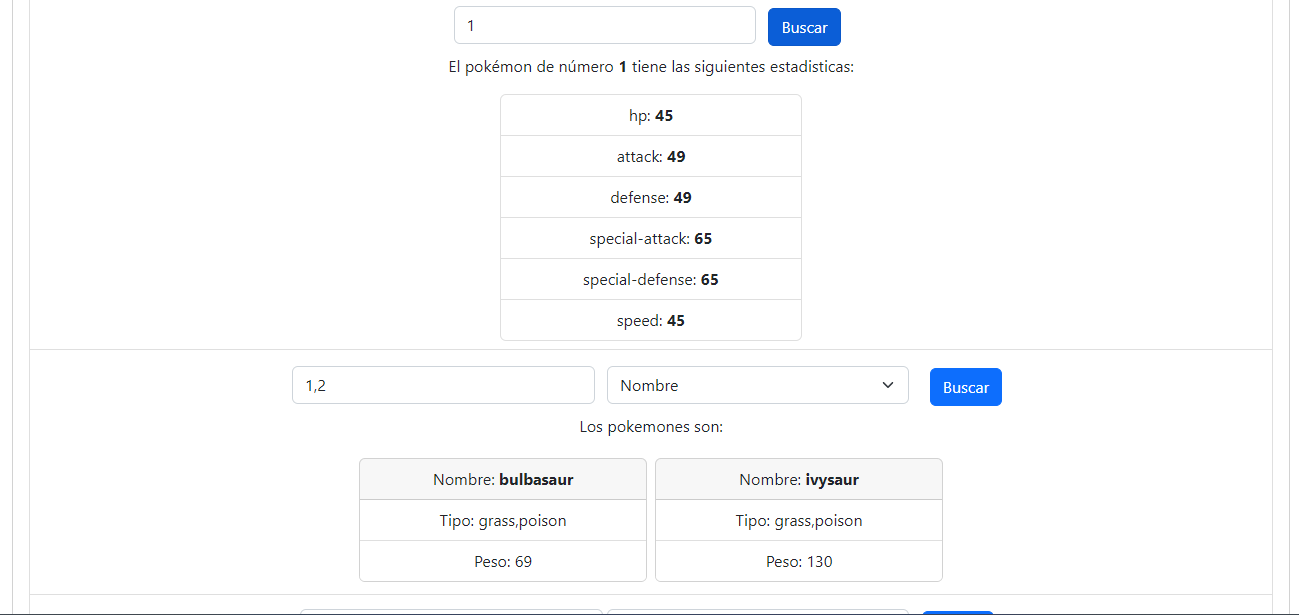 1 Buscar
El pokémon de número 1 tiene las siguientes estadisticas:
hp: 45
attack: 49
defense: 49
special-attack: 65
special-defense: 65
speed: 45
1,2 Nombre Buscar
Los pokemones son:
Nombre: bulbasaur Nombre: ivysaur
Tipo: grass,poison Tipo: grass,poison
Peso: 69 Peso: 130